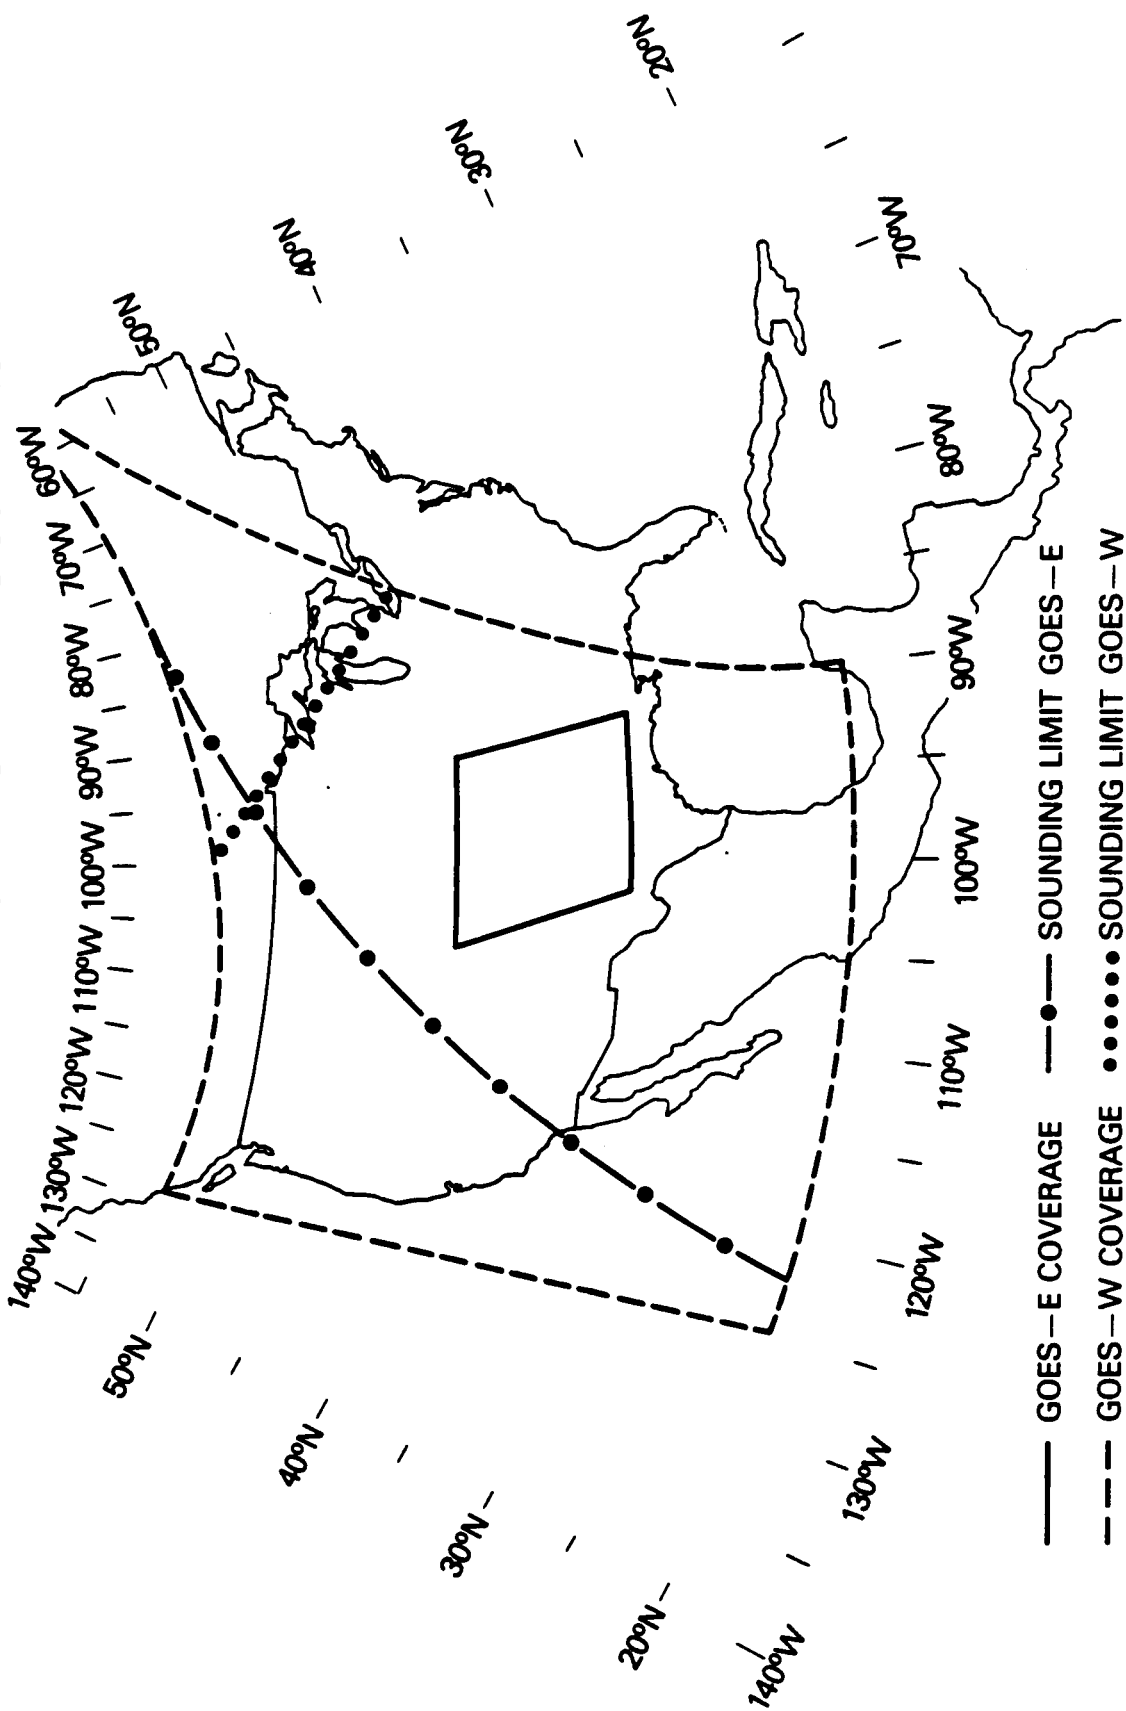 140°W
130°W
120°W
110°W
100°W
90°W
80°W
70°W
60°W
50°N
40°N
30°N
20°N
50°N
40°N
30°N
20°N
140°W
130°W
120°W
110°W
100°W
90°W
80°W
70°W
GOES—E COVERAGE
SOUNDING LIMIT GOES—E
GOES—W COVERAGE
SOUNDING LIMIT GOES—W